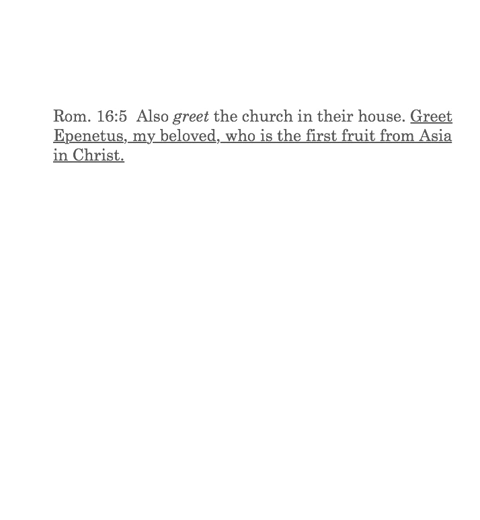 Rom. 16:5  Also greet the church in their house. Greet
Epenetus, my beloved, who is the first fruit from Asia
in Christ.